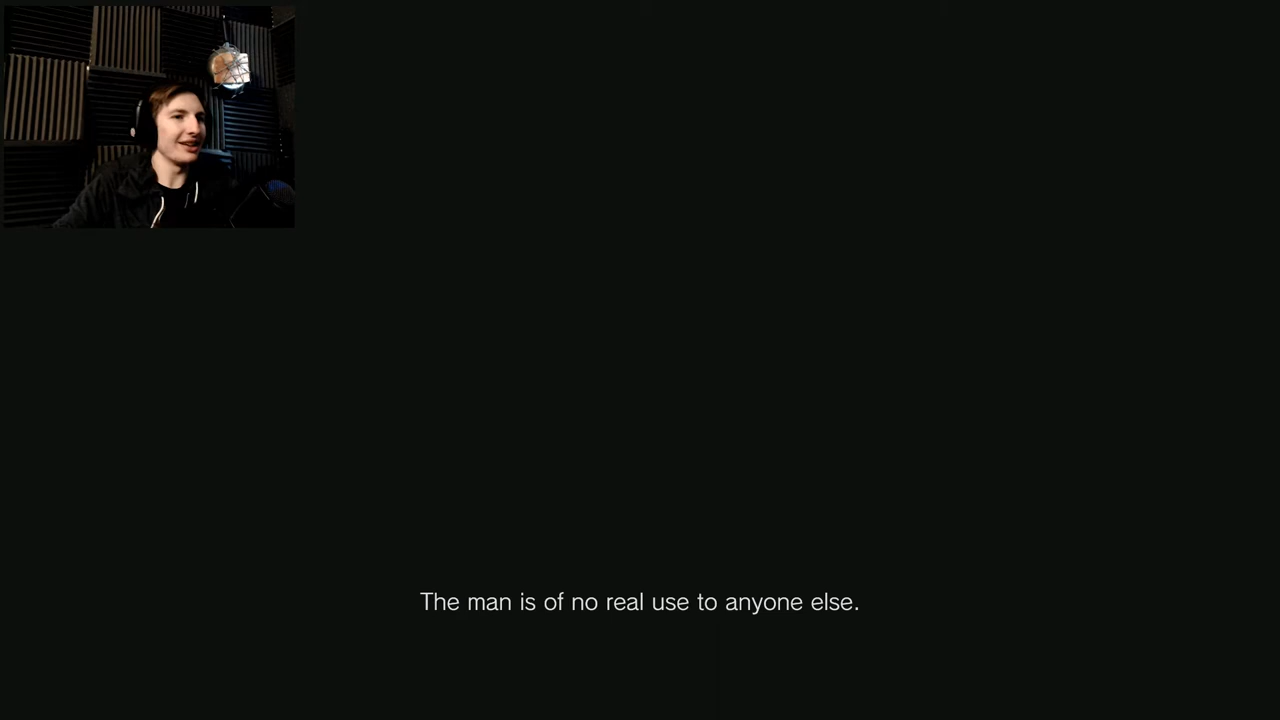 The man is of no real use to anyone else.